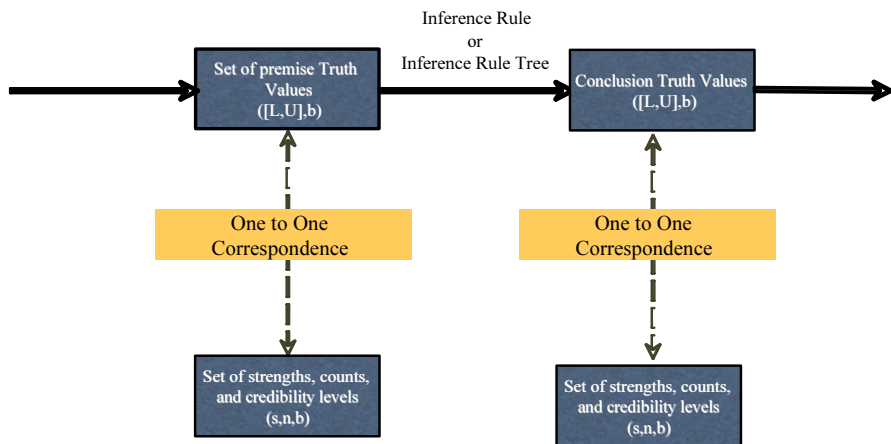 Inference Rule
or
Inference Rule Tree
Set of premise Truth
Values
([L,U],b)
Conclusion Truth Values
([L,U],b)
One to One
Correspondence
One to One
Correspondence
Set of strengths, counts,
and credibility levels
(s,n,b)
Set of strengths, counts,
and credibility levels
(s,n,b)